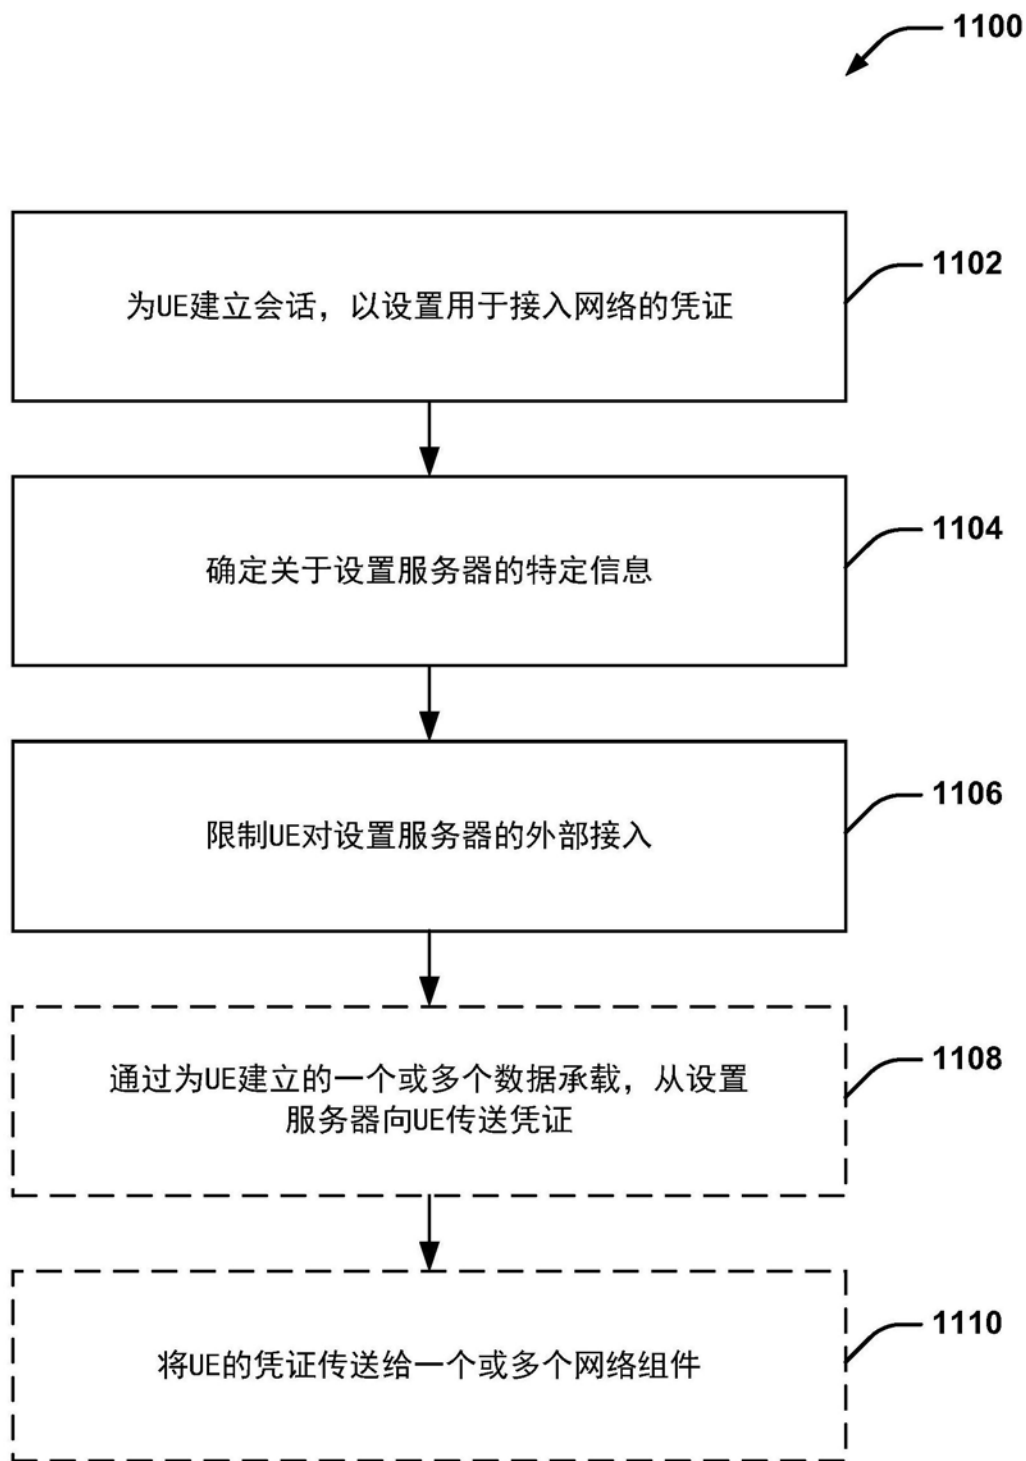 1100
为UE建立会话，以设置用于接入网络的凭证
1102
确定关于设置服务器的特定信息
1104
限制UE对设置服务器的外部接入
1106
通过为UE建立的一个或多个数据承载，从设置
服务器向UE传送凭证
1108
将UE的凭证传送给一个或多个网络组件
1110